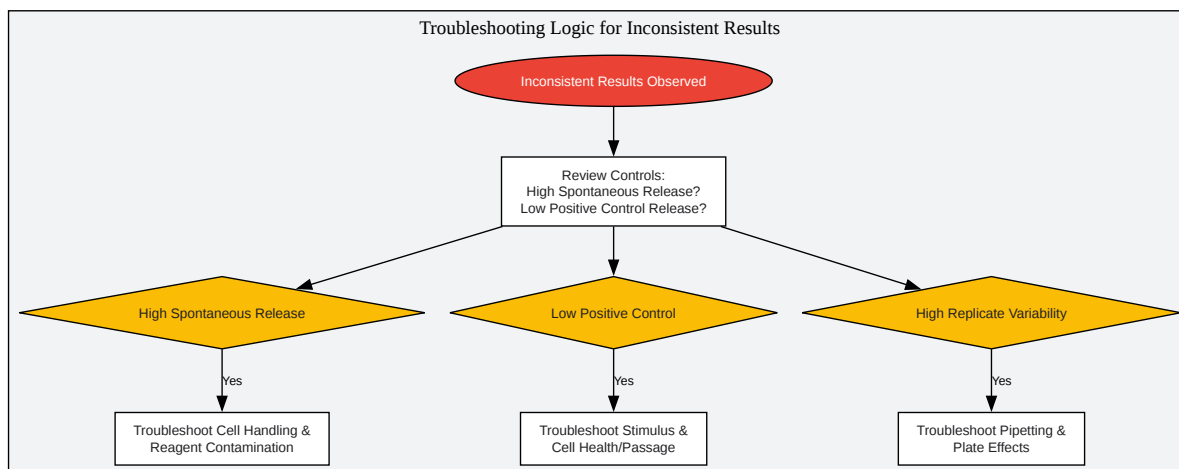 Troubleshooting Logic for Inconsistent Results
Inconsistent Results Observed
Review Controls:
High Spontaneous Release?
Low Positive Control Release?
High Spontaneous Release
Low Positive Control
High Replicate Variability
Yes
Yes
Yes
Troubleshoot Cell Handling &
Reagent Contamination
Troubleshoot Stimulus &
Cell Health/Passage
Troubleshoot Pipetting &
Plate Effects